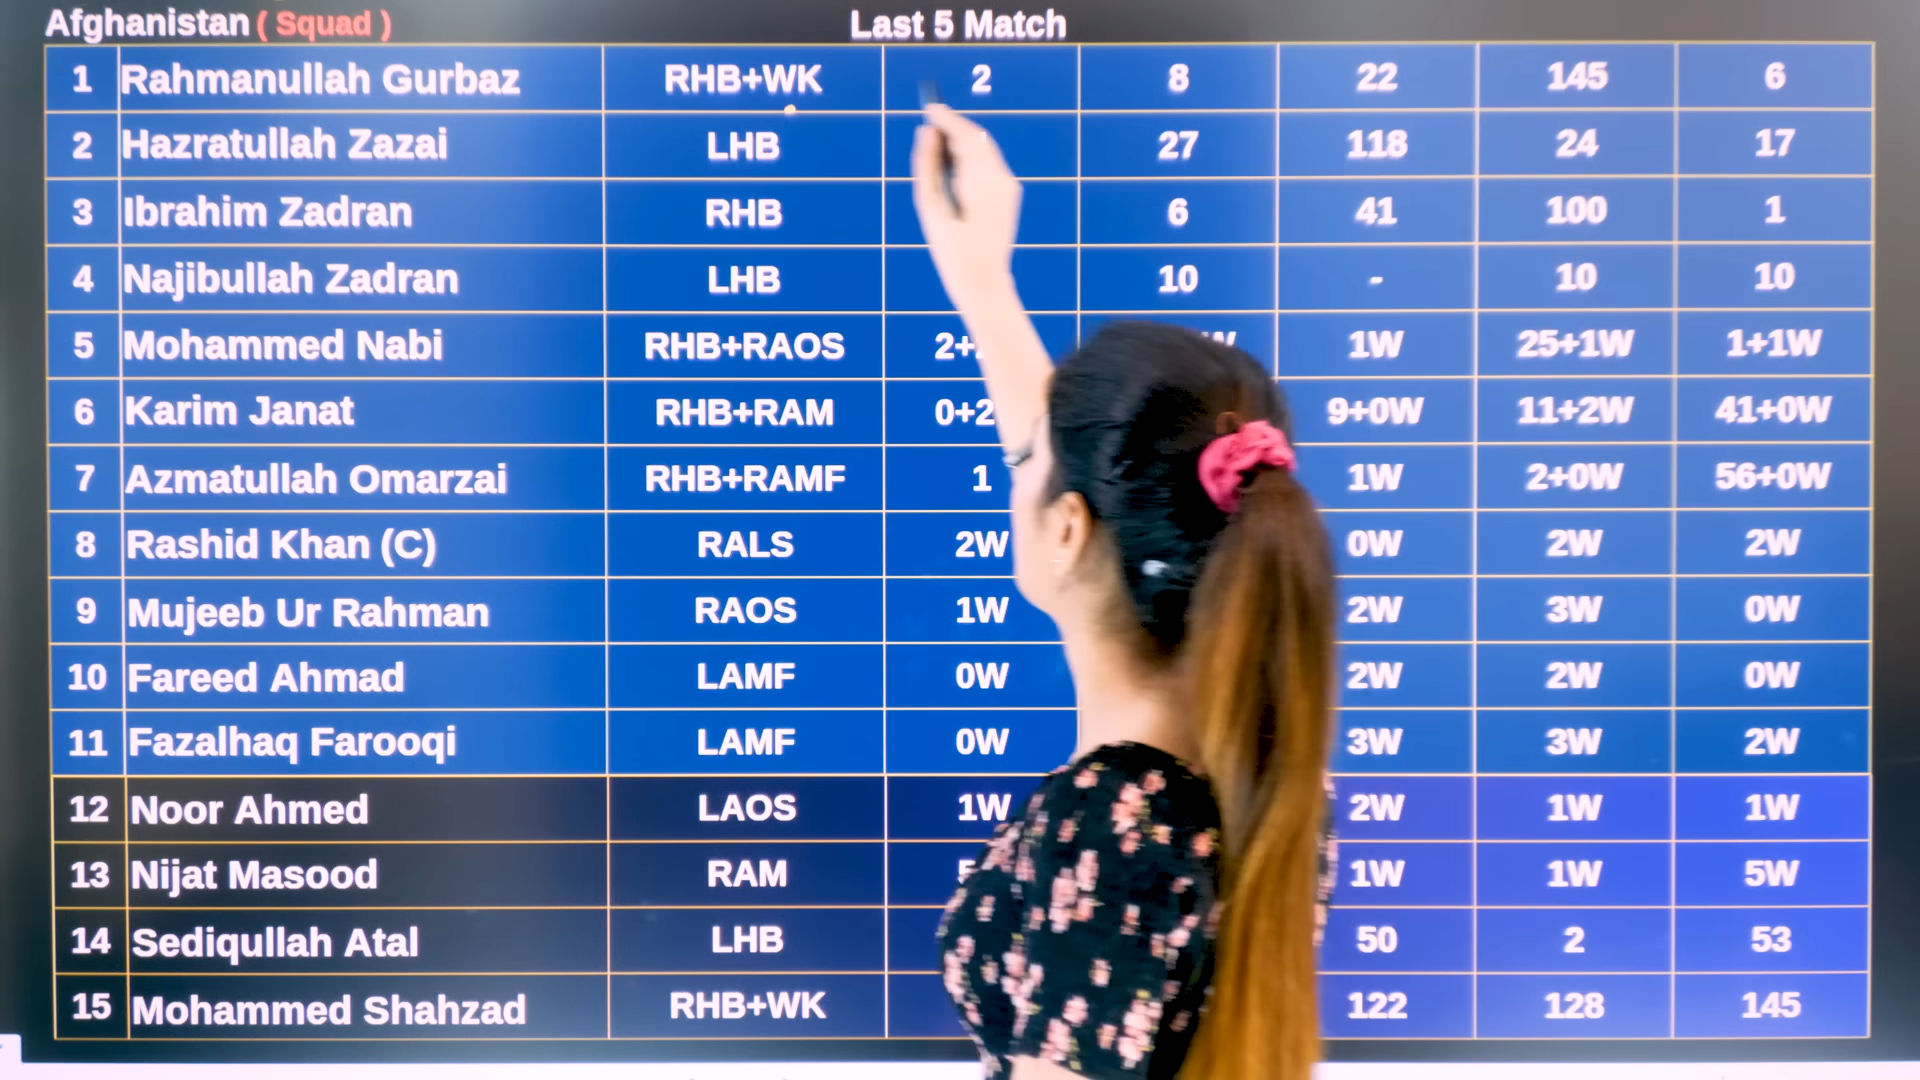 Afghanistan ( Squad ) Last 5 Match
1 Rahmanullah Gurbaz RHB+WK 2 8 22 145 6
2 Hazratullah Zazai LHB 27 118 24 17
3 Ibrahim Zadran RHB 6 41 100 1
4 Najibullah Zadran LHB 10 - 10 10
5 Mohammed Nabi RHB+RAOS 2+ W 1W 25+1W 1+1W
6 Karim Janat RHB+RAM 0+2 9+0W 11+2W 41+0W
7 Azmatullah Omarzai RHB+RAMF 1 1W 2+0W 56+0W
8 Rashid Khan (C) RALS 2W 0W 2W 2W
9 Mujeeb Ur Rahman RAOS 1W 2W 3W 0W
10 Fareed Ahmad LAMF 0W 2W 2W 0W
11 Fazalhaq Farooqi LAMF 0W 3W 3W 2W
12 Noor Ahmed LAOS 1W 2W 1W 1W
13 Nijat Masood RAM 1W 1W 5W
14 Sediqullah Atal LHB 50 2 53
15 Mohammed Shahzad RHB+WK 122 128 145